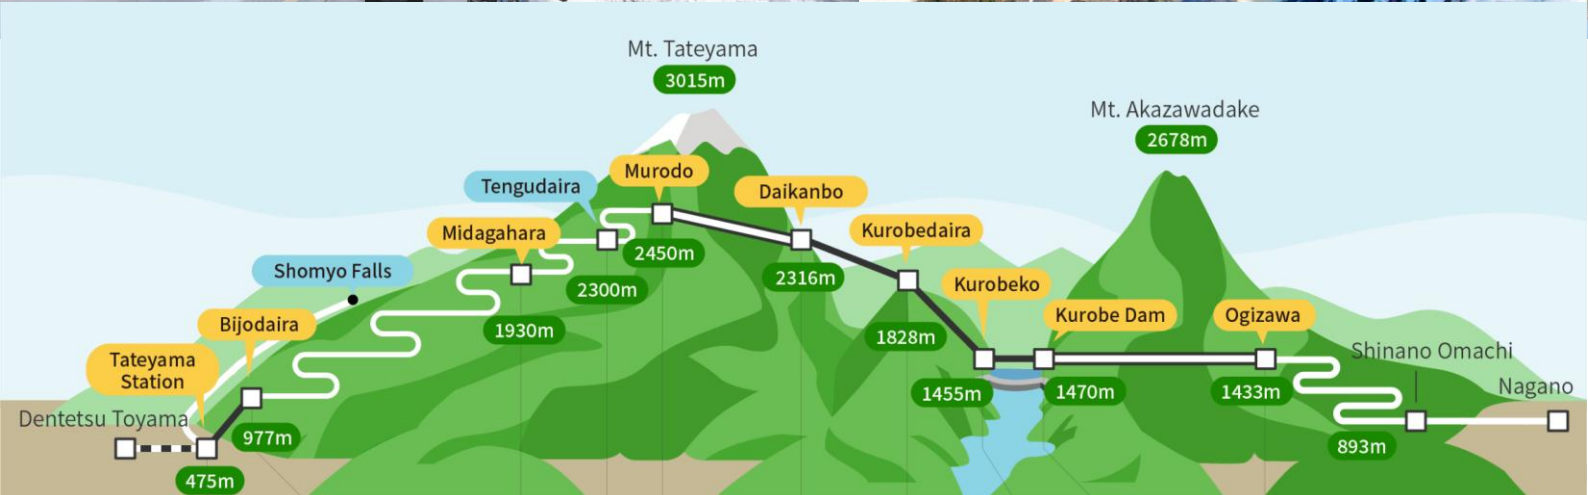 Mt. Tateyama
3015m
Mt. Akazawadake
2678m
Murodo
Tengudaira
Daikanbo
Midagahara
Kurobedaira
2450m
Shomyo Falls
2316m
2300m
Kurobeko
Bijodaira
1930m
Kurobe Dam
Ogizawa
1828m
Tateyama
Station
Shinano Omachi
1455m
1470m
1433m
Nagano
Dentetsu Toyama
977m
893m
475m